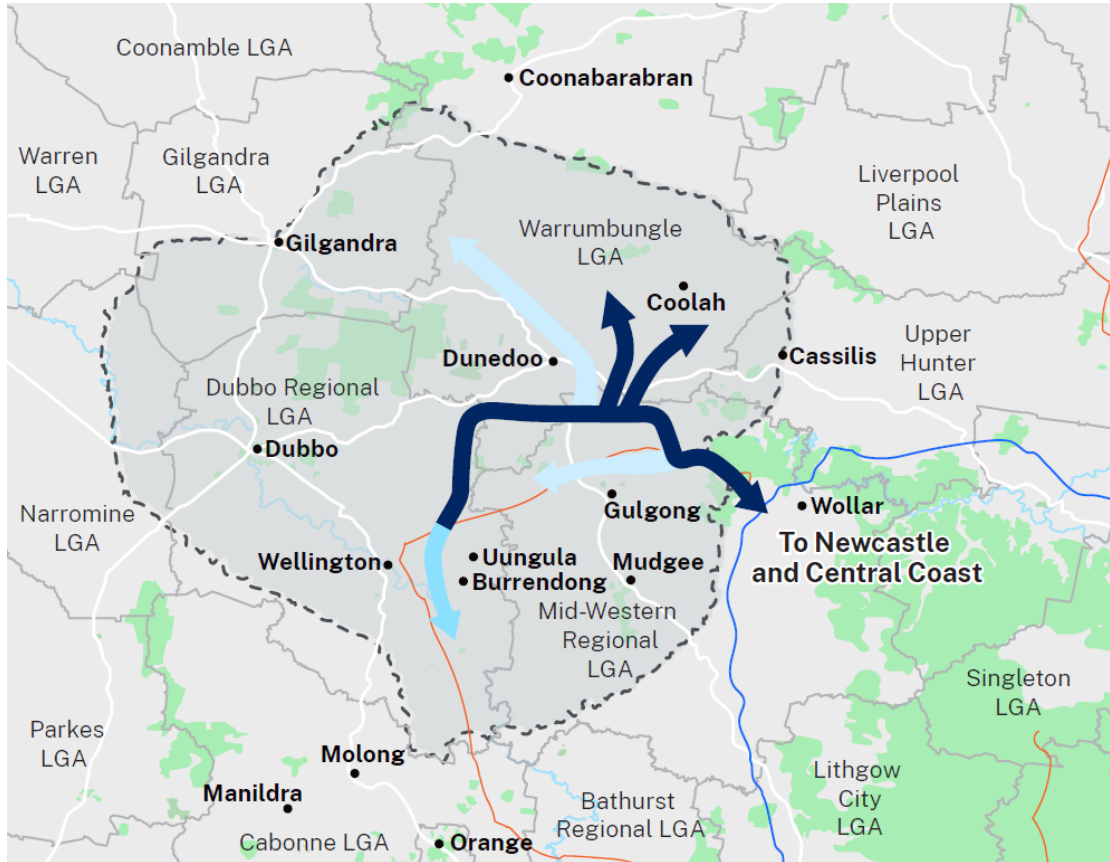 Coonamble LGA
Coonabarabran
Warren
LGA
Gilgandra
LGA
Liverpool
Plains
LGA
Warrumbungle
LGA
Gilgandra
Coolah
Upper
Hunter
LGA
Dunedoo
Cassilis
Dubbo Regional
LGA
Dubbo
Narromine
LGA
Gulgong
Wollar
To Newcastle
and Central Coast
Wellington
Uungula
Burrendong
Mudgee
Mid-Western
Regional
LGA
Singleton
LGA
Parkes
LGA
Molong
Manildra
Cabonne LGA
Orange
Bathurst
Regional LGA
Lithgow
City
LGA